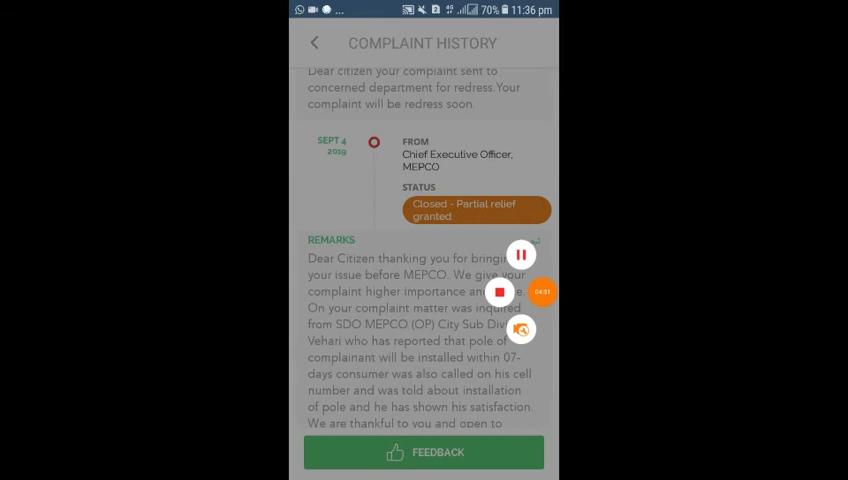 ... 4G 2 70% 11:36 pm
COMPLAINT HISTORY
Dear citizen your complaint sent to
concerned department for redress.Your
complaint will be redress soon.
SEPT 4
2019
FROM
Chief Executive Officer,
MEPCO
STATUS
Closed - Partial relief
granted
REMARKS
Dear Citizen thanking you for bringing
your issue before MEPCO. We give your
complaint higher importance
On your complaint matter was inquired
from SDO MEPCO (OP) City Sub
Vehari who has reported that pole of
complainant will be installed within 07-
days consumer was also called on his cell
number and was told about installation
of pole and he has shown his satisfaction.
We are thankful to you and open to
04:51
FEEDBACK